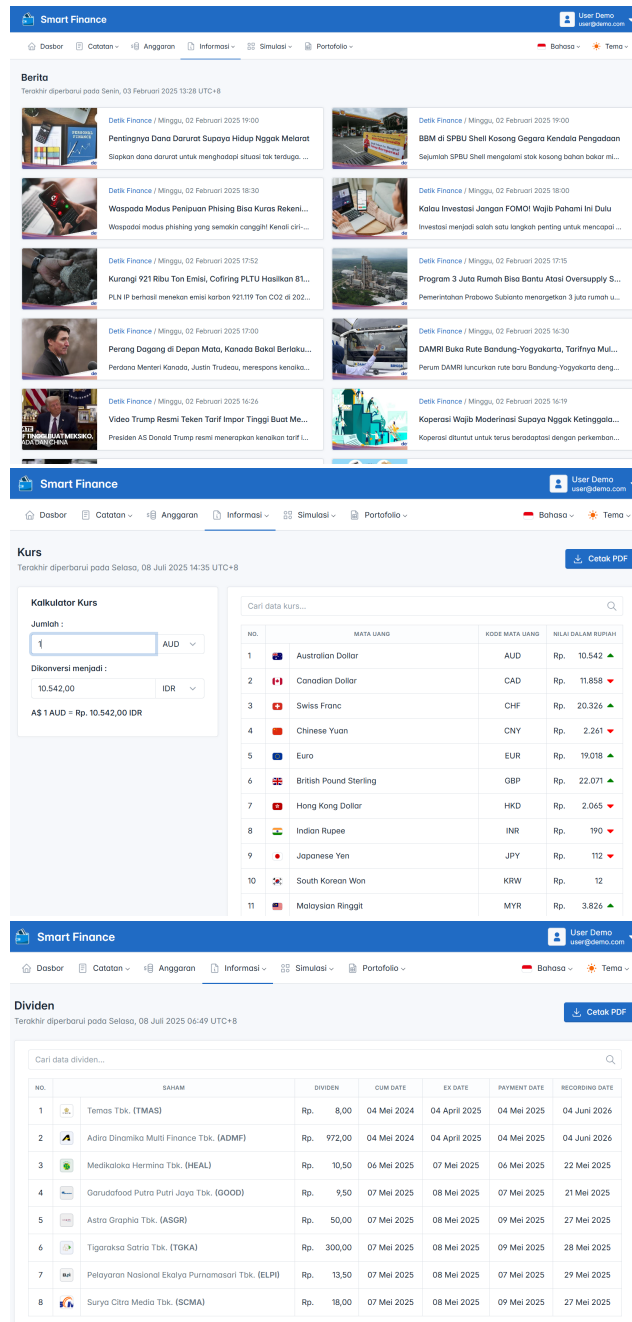 Smart Finance
User Demo
user@demo.com
Dasbor Catatan Anggaran Informasi Simulasi Portofolio Bahasa Tema
Berita
Terakhir diperbarui pada Senin, 03 Februari 2025 13:28 UTC+8
Detik Finance / Minggu, 02 Februari 2025 19:00
Pentingnya Dana Darurat Supaya Hidup Nggak Melarat
Siapkan dana darurat untuk menghadapi situasi tak terduga. ...
Detik Finance / Minggu, 02 Februari 2025 19:00
BBM di SPBU Shell Kosong Gegara Kendala Pengadaan
Sejumlah SPBU Shell mengalami stok kosong bahan bakar mi...
Detik Finance / Minggu, 02 Februari 2025 18:30
Waspada Modus Penipuan Phising Bisa Kuras Rekeni...
Waspadai modus phishing yang semakin canggih! Kenali ciri-...
Detik Finance / Minggu, 02 Februari 2025 18:00
Kalau Investasi Jangan FOMO! Wajib Pahami Ini Dulu
Investasi menjadi salah satu langkah penting untuk mencapai ...
Detik Finance / Minggu, 02 Februari 2025 17:52
Kurangi 921 Ribu Ton Emisi, Cofiring PLTU Hasilkan 81...
PLN IP berhasil menekan emisi karbon 921.119 Ton CO2 di 202...
Detik Finance / Minggu, 02 Februari 2025 17:15
Program 3 Juta Rumah Bisa Bantu Atasi Oversupply S...
Pemerintahan Prabowo Subianto menargetkan 3 juta rumah u...
Detik Finance / Minggu, 02 Februari 2025 17:00
Perang Dagang di Depan Mata, Kanada Bakal Berlaku...
Perdana Menteri Kanada, Justin Trudeau, merespons kenaika...
Detik Finance / Minggu, 02 Februari 2025 16:30
DAMRI Buka Rute Bandung-Yogyakarta, Tarifnya Mul...
Perum DAMRI luncurkan rute baru Bandung-Yogyakarta deng...
Detik Finance / Minggu, 02 Februari 2025 16:26
Video Trump Resmi Teken Tarif Impor Tinggi Buat Me...
Presiden AS Donald Trump resmi menerapkan kenaikan tarif i...
Detik Finance / Minggu, 02 Februari 2025 16:19
Koperasi Wajib Moderinasi Supaya Nggak Ketinggala...
Koperasi dituntut untuk terus beradaptasi dengan perkemban...
Smart Finance
User Demo
user@demo.com
Dasbor Catatan Anggaran Informasi Simulasi Portofolio Bahasa Tema
Kurs
Terakhir diperbarui pada Selasa, 08 Juli 2025 14:35 UTC+8
Cetak PDF
Kalkulator Kurs
Jumlah :
1 AUD
Dikonversi menjadi :
10.542,00 IDR
A$ 1 AUD = Rp. 10.542,00 IDR
Cari data kurs...
NO. MATA UANG KODE MATA UANG NILAI DALAM RUPIAH
1 Australian Dollar AUD Rp. 10.542
2 Canadian Dollar CAD Rp. 11.858
3 Swiss Franc CHF Rp. 20.326
4 Chinese Yuan CNY Rp. 2.261
5 Euro EUR Rp. 19.018
6 British Pound Sterling GBP Rp. 22.071
7 Hong Kong Dollar HKD Rp. 2.065
8 Indian Rupee INR Rp. 190
9 Japanese Yen JPY Rp. 112
10 South Korean Won KRW Rp. 12
11 Malaysian Ringgit MYR Rp. 3.826
Smart Finance
User Demo
user@demo.com
Dasbor Catatan Anggaran Informasi Simulasi Portofolio Bahasa Tema
Dividen
Terakhir diperbarui pada Selasa, 08 Juli 2025 06:49 UTC+8
Cetak PDF
Cari data dividen...
NO. SAHAM DIVIDEN CUM DATE EX DATE PAYMENT DATE RECORDING DATE
1 Temas Tbk. (TMAS) Rp. 8,00 04 Mei 2024 04 April 2025 04 Mei 2025 04 Juni 2026
2 Adira Dinamika Multi Finance Tbk. (ADMF) Rp. 972,00 04 Mei 2024 04 April 2025 04 Mei 2025 04 Juni 2026
3 Medikaloka Hermina Tbk. (HEAL) Rp. 10,50 06 Mei 2025 07 Mei 2025 06 Mei 2025 22 Mei 2025
4 Garudafood Putra Putri Jaya Tbk. (GOOD) Rp. 9,50 07 Mei 2025 08 Mei 2025 07 Mei 2025 21 Mei 2025
5 Astra Graphia Tbk. (ASGR) Rp. 50,00 07 Mei 2025 08 Mei 2025 09 Mei 2025 27 Mei 2025
6 Tigaraksa Satria Tbk. (TGKA) Rp. 300,00 07 Mei 2025 08 Mei 2025 09 Mei 2025 28 Mei 2025
7 Pelayaran Nasional Ekalya Purnamasari Tbk. (ELPI) Rp. 13,50 07 Mei 2025 08 Mei 2025 07 Mei 2025 29 Mei 2025
8 Surya Citra Media Tbk. (SCMA) Rp. 18,00 07 Mei 2025 08 Mei 2025 09 Mei 2025 27 Mei 2025